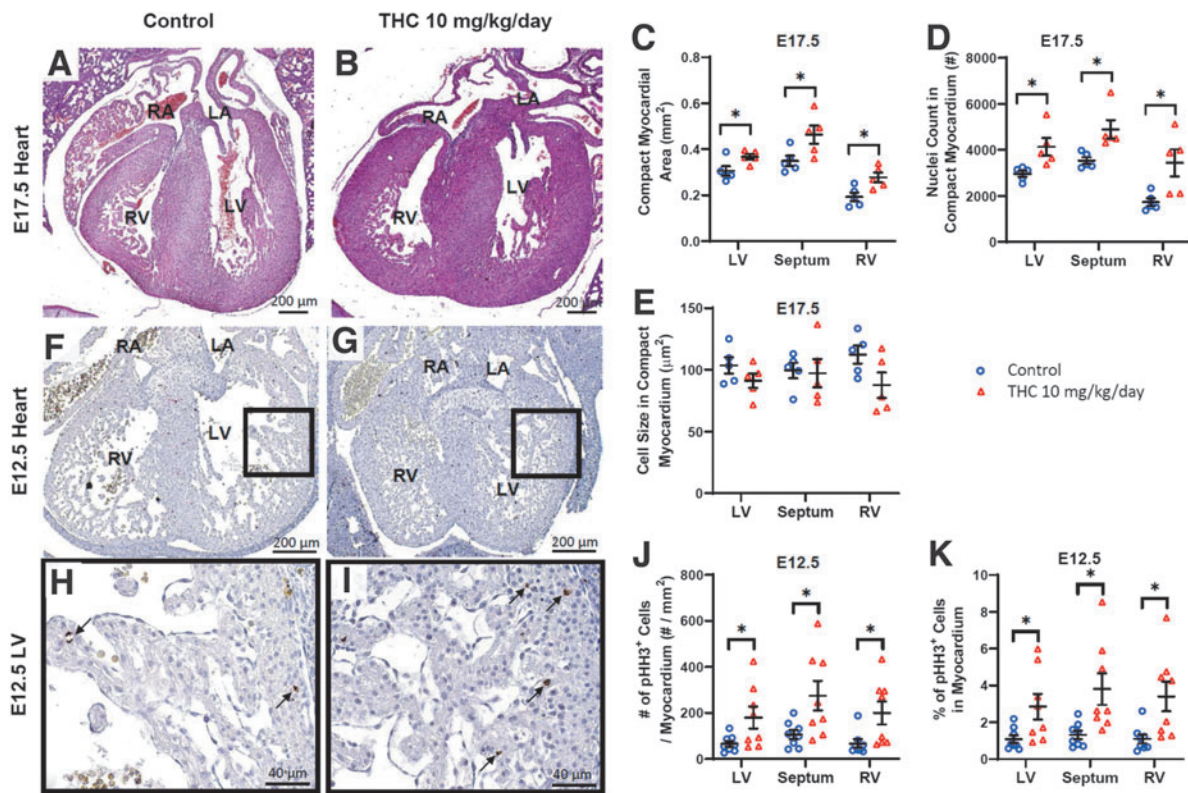 Control
THC 10 mg/kg/day
E17.5 Heart
A
RA
LA
RV
LV
200 μm
B
RA
LA
LV
RV
200 μm
C
E17.5
Compact Myocardial
Area (mm²)
0.8
0.6
0.4
0.2
0.0
*
*
*
LV
Septum
RV
D
E17.5
Nuclei Count in
Compact Myocardium (#)
8000
6000
4000
2000
0
*
*
*
LV
Septum
RV
E
E17.5
Cell Size in Compact
Myocardium (μm²)
150
100
50
0
LV
Septum
RV
Control
THC 10 mg/kg/day
E12.5 Heart
F
RA
LA
LV
RV
200 μm
G
RA
LA
RV
LV
200 μm
E12.5 LV
H
40 μm
I
40 μm
J
E12.5
# of pHH3⁺ Cells
/ Myocardium (# / mm²)
800
600
400
200
0
*
*
*
LV
Septum
RV
K
E12.5
% of pHH3⁺ Cells
in Myocardium
10
8
6
4
2
0
*
*
*
LV
Septum
RV